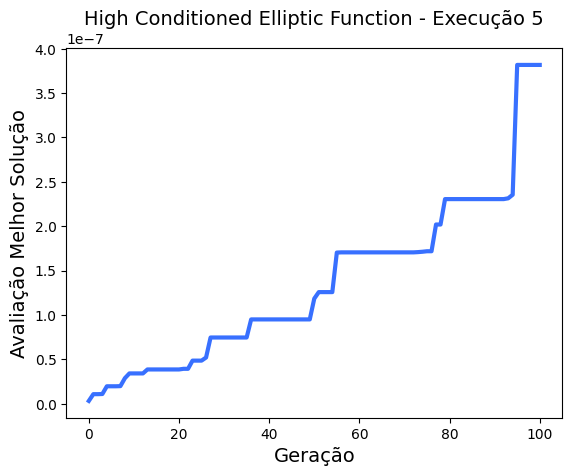 High Conditioned Elliptic Function - Execução 5
1e−7
4.0
3.5
3.0
2.5
2.0
1.5
1.0
0.5
0.0
Avaliação Melhor Solução
0 20 40 60 80 100
Geração